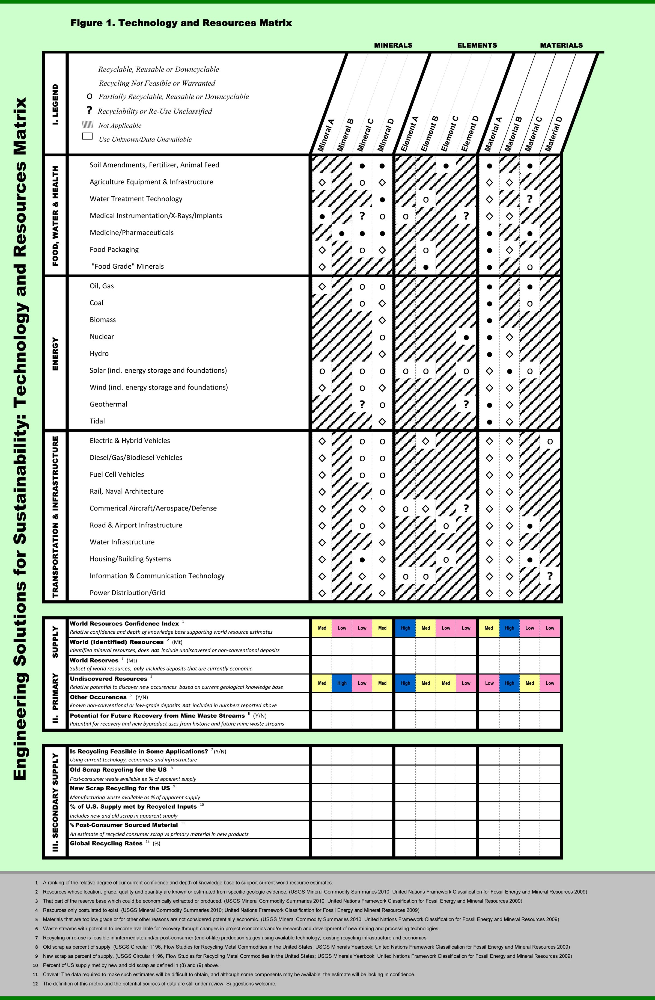 Engineering Solutions for Sustainability: Technology and Resources Matrix
Figure 1. Technology and Resources Matrix
MINERALS ELEMENTS MATERIALS
I. LEGEND
Recyclable, Reusable or Downcyclable
Recycling Not Feasible or Warranted
o Partially Recyclable, Reusable or Downcyclable
? Recyclability or Re-Use Unclassified
Not Applicable
Use Unknown/Data Unavailable
Mineral A
Mineral B
Mineral C
Mineral D
Element A
Element B
Element C
Element D
Material A
Material B
Material C
Material D
FOOD, WATER & HEALTH
Soil Amendments, Fertilizer, Animal Feed ● ● ● ● ●
Agriculture Equipment & Infrastructure ◇ o ◇ ◇ ◇
Water Treatment Technology ● o ◇ ?
Medical Instrumentation/X-Rays/Implants ● ? o o ? ◇ ◇
Medicine/Pharmaceuticals ● ● ● ● ●
Food Packaging ◇ o ◇ o ● ◇
"Food Grade" Minerals ◇ ● ● o
ENERGY
Oil, Gas ◇ o o ● ●
Coal o ◇ ● o
Biomass ◇ ●
Nuclear o ● ● ◇
Hydro ◇ ● ◇
Solar (incl. energy storage and foundations) o o o o o o ◇ ● o
Wind (incl. energy storage and foundations) ◇ o ◇ ◇ ◇
Geothermal ? o ? ● ◇
Tidal ◇ ● ◇
TRANSPORTATION & INFRASTRUCTURE
Electric & Hybrid Vehicles ◇ o o ◇ ◇ ◇ o
Diesel/Gas/Biodiesel Vehicles ◇ o o ◇ ◇
Fuel Cell Vehicles ◇ o o ◇ ◇
Rail, Naval Architecture ◇ o ◇ ◇
Commerical Aircraft/Aerospace/Defense ◇ ◇ ◇ o ◇ ? ◇ ◇
Road & Airport Infrastructure ◇ o ◇ o ◇ ◇ ●
Water Infrastructure ◇ ◇ ◇ ◇
Housing/Building Systems ◇ ● ◇ o ◇ ◇ ●
Information & Communication Technology ◇ ◇ ◇ o o ◇ ◇ ?
Power Distribution/Grid ◇ ◇ ◇ ◇
II. PRIMARY SUPPLY
World Resources Confidence Index 1 Med Low Low Med High Med Low Low Med High Low Low
Relative confidence and depth of knowledge base supporting world resource estimates
World (Identified) Resources 2 (Mt)
Identified mineral resources, does not include undiscovered or non-conventional deposits
World Reserves 3 (Mt)
Subset of world resources, only includes deposits that are currently economic
Undiscovered Resources 4 Med High Low Med High Med Med Low Low High Med Low
Relative potential to discover new occurences based on current geological knowledge base
Other Occurences 5 (Y/N)
Known non-conventional or low-grade deposits not included in numbers reported above
Potential for Future Recovery from Mine Waste Streams 6 (Y/N)
Potential for recovery and new byproduct uses from historic and future mine waste streams
III. SECONDARY SUPPLY
Is Recycling Feasible in Some Applications? 7 (Y/N)
Using current techology, economics and infrastructure
Old Scrap Recycling for the US 8
Post-consumer waste available as % of apparent supply
New Scrap Recycling for the US 9
Manufacturing waste available as % of apparent supply
% of U.S. Supply met by Recycled Inputs 10
Includes new and old scrap in apparent supply
% Post-Consumer Sourced Material 11
An estimate of recycled consumer scrap vs primary material in new products
Global Recycling Rates 12 (%)
1 A ranking of the relative degree of our current confidence and depth of knowledge base to support current world resource estimates.
2 Resources whose location, grade, quality and quantity are known or estimated from specific geologic evidence. (USGS Mineral Commodity Summaries 2010; United Nations Framework Classification for Fossil Energy and Mineral Resources 2009)
3 That part of the reserve base which could be economically extracted or produced. (USGS Mineral Commodity Summaries 2010; United Nations Framework Classification for Fossil Energy and Mineral Resources 2009)
4 Resources only postulated to exist. (USGS Mineral Commodity Summaries 2010; United Nations Framework Classification for Fossil Energy and Mineral Resources 2009)
5 Materials that are too low grade or for other other reasons are not considered potentially economic. (USGS Mineral Commodity Summaries 2010; United Nations Framework Classification for Fossil Energy and Mineral Resources 2009)
6 Waste streams with potential to become available for recovery through changes in project economics and/or research and development of new mining and processing technologies.
7 Recycling or re-use is feasible in intermediate and/or post-consumer (end-of-life) production stages using available technology, existing recycling infrastructure and economics.
8 Old scrap as percent of supply. (USGS Circular 1196, Flow Studies for Recycling Metal Commodities in the United States; USGS Minerals Yearbook; United Nations Framework Classification for Fossil Energy and Mineral Resources 2009)
9 New scrap as percent of supply. (USGS Circular 1196, Flow Studies for Recycling Metal Commodities in the United States; USGS Minerals Yearbook; United Nations Framework Classification for Fossil Energy and Mineral Resources 2009)
10 Percent of US supply met by new and old scrap as defined in (8) and (9) above.
11 Caveat: The data required to make such estimates will be difficult to obtain, and although some components may be available, the estimate will be lacking in confidence.
12 The definition of this metric and the potential sources of data are still under review. Suggestions welcome.